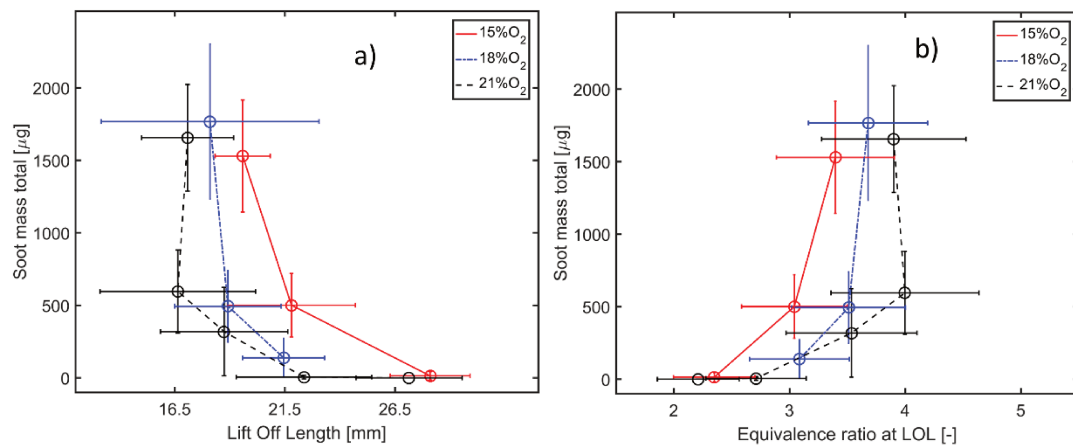 a)
15%O₂
18%O₂
21%O₂
Soot mass total [μg]
2000
1500
1000
500
0
16.5 21.5 26.5
Lift Off Length [mm]
b)
15%O₂
18%O₂
21%O₂
Soot mass total [μg]
2000
1500
1000
500
0
2 3 4 5
Equivalence ratio at LOL [-]